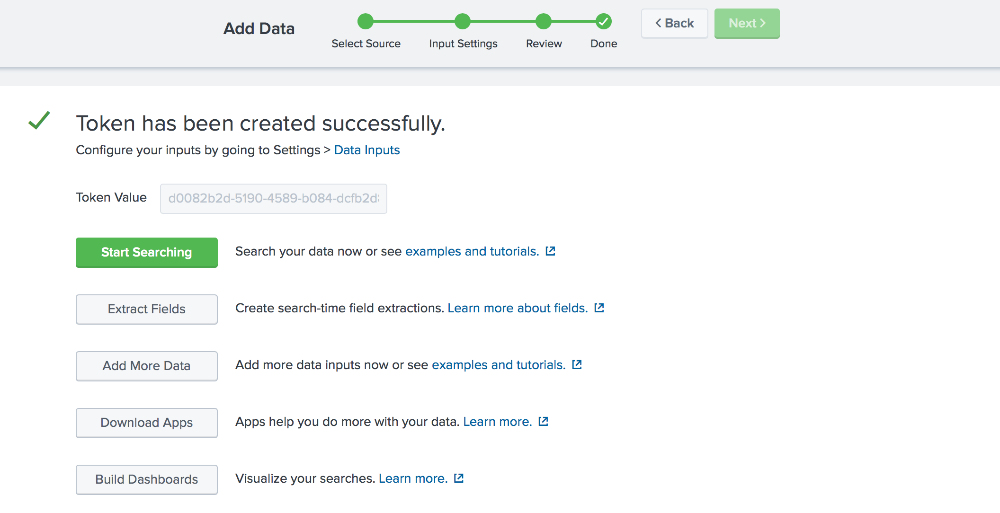 Add Data
Select Source
Input Settings
Review
Done
Back
Next
Token has been created successfully.
Configure your inputs by going to Settings > Data Inputs
Token Value
d0082b2d-5190-4589-b084-dcfb2d
Start Searching
Search your data now or see examples and tutorials.
Extract Fields
Create search-time field extractions. Learn more about fields.
Add More Data
Add more data inputs now or see examples and tutorials.
Download Apps
Apps help you do more with your data. Learn more.
Build Dashboards
Visualize your searches. Learn more.